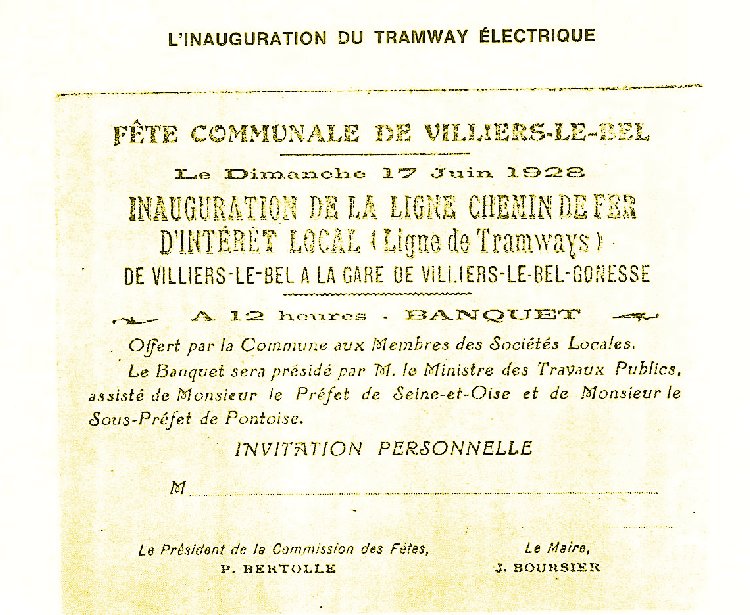 L'INAUGURATION DU TRAMWAY ÉLECTRIQUE
FÊTE COMMUNALE DE VILLIERS-LE-BEL
Le Dimanche 17 Juin 1928
INAUGURATION DE LA LIGNE CHEMIN DE FER
D'INTÉRÊT LOCAL (Ligne de Tramways)
DE VILLIERS-LE-BEL A LA GARE DE VILLIERS-LE-BEL-GONESSE
A 12 heures - BANQUET
Offert par la Commune aux Membres des Sociétés Locales.
Le Banquet sera présidé par M. le Ministre des Travaux Publics,
assisté de Monsieur le Préfet de Seine-et-Oise et de Monsieur le
Sous-Préfet de Pontoise.
INVITATION PERSONNELLE
M
Le Président de la Commission des Fêtes,
P. BERTOLLE
Le Maire,
J. BOURSIER